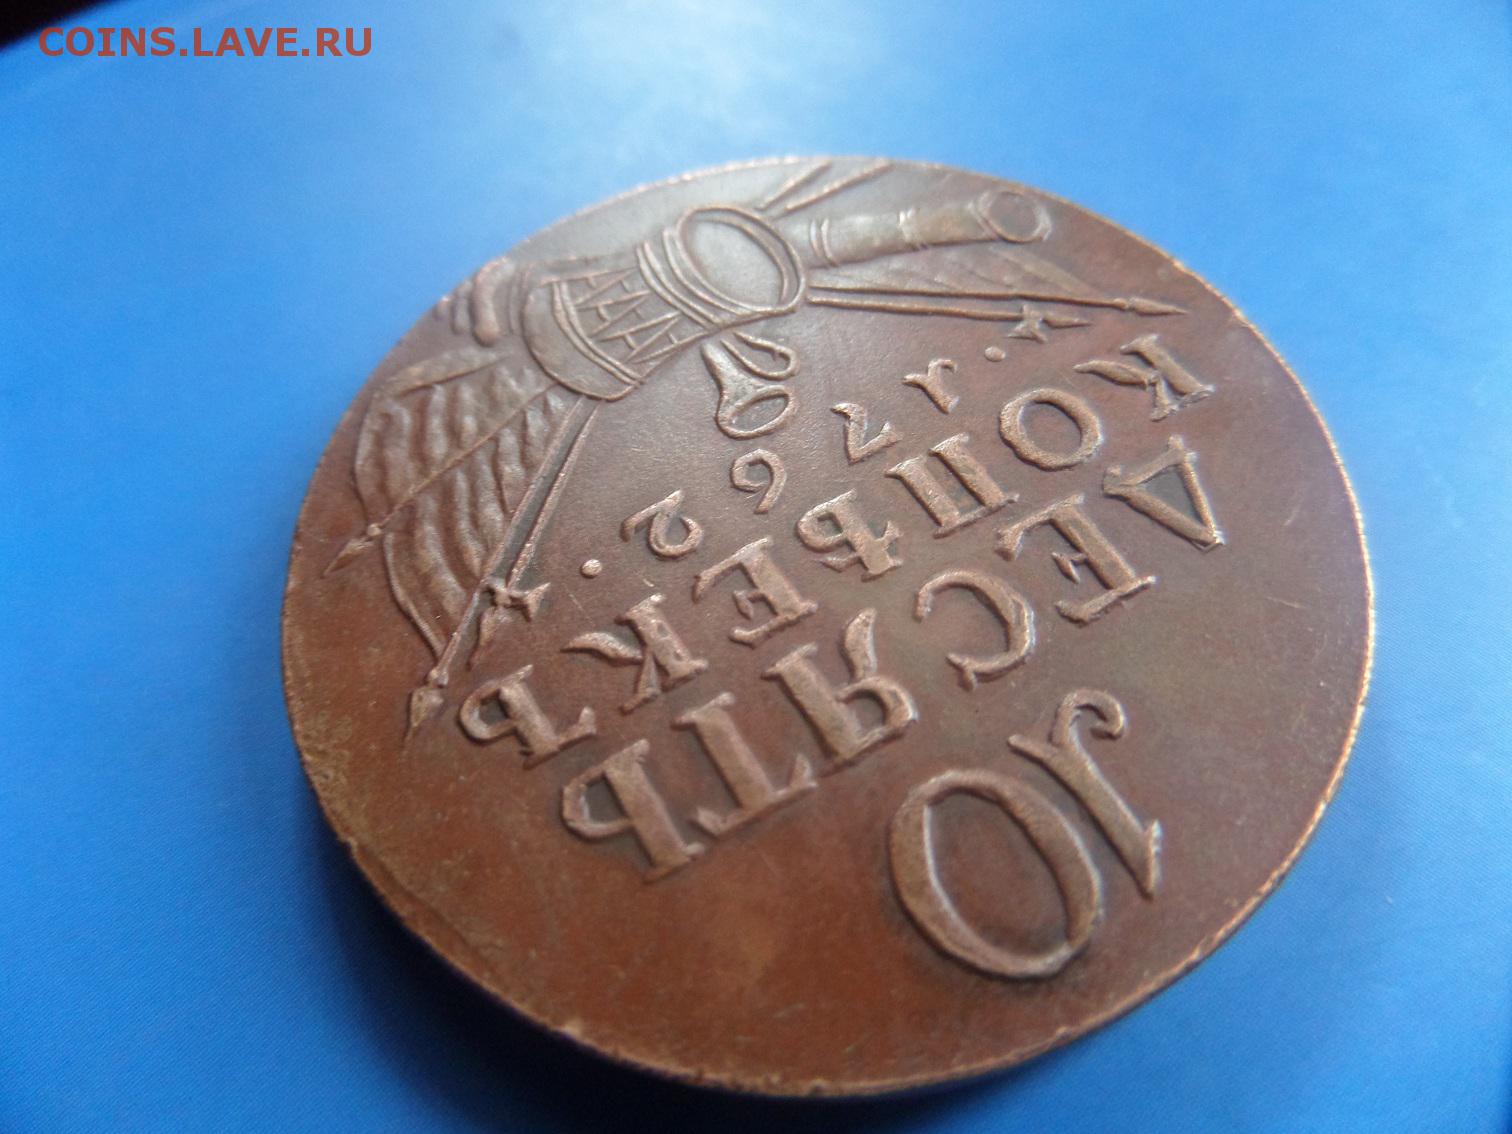 COINS.LAVE.RU
10
ДЕСЯТЬ
КОПѢЕКЪ
.1762.